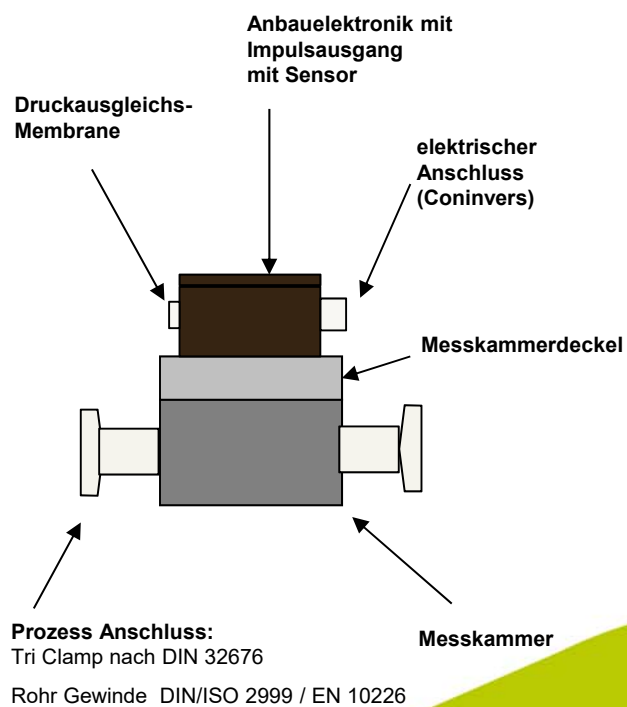 Anbauelektronik mit
Impulsausgang
mit Sensor
Druckausgleichs-
Membrane
elektrischer
Anschluss
(Coninvers)
Messkammerdeckel
Prozess Anschluss:
Tri Clamp nach DIN 32676
Messkammer
Rohr Gewinde DIN/ISO 2999 / EN 10226